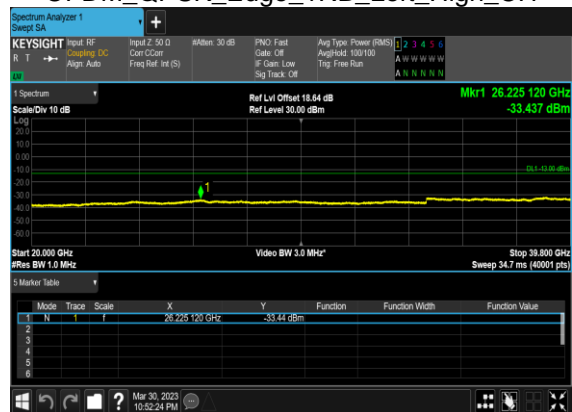 Spectrum Analyzer 1
Swept SA
+
KEYSIGHT Input: RF Input Z: 50 Ω #Atten: 30 dB PNO: Fast Avg Type: Power (RMS) 1 2 3 4 5 6
R T Coupling: DC Corr CCorr Gate: Off Avg|Hold: 100/100 A W W W W W
Align: Auto Freq Ref: Int (S) IF Gain: Low Trig: Free Run
LW Sig Track: Off A N N N N N
1 Spectrum Ref Lvl Offset 18.64 dB Mkr1 26.225 120 GHz
Scale/Div 10 dB Ref Level 30.00 dBm -33.437 dBm
Log
20.0
10.0
0.00
-10.0 DL1 -13.00 dBm
-20.0
-30.0 1
-40.0
-50.0
-60.0
Start 20.000 GHz Video BW 3.0 MHz* Stop 39.800 GHz
#Res BW 1.0 MHz Sweep 34.7 ms (40001 pts)
5 Marker Table
Mode Trace Scale X Y Function Function Width Function Value
1 N 1 f 26.225 120 GHz -33.44 dBm
2
3
4
5
6
? Mar 30, 2023
10:52:24 PM